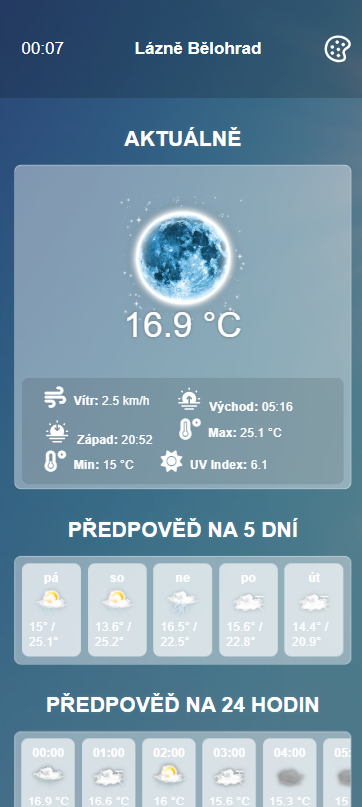 00:07 Lázně Bělohrad
AKTUÁLNĚ
16.9 °C
Vítr: 2.5 km/h
Východ: 05:16
Západ: 20:52
Max: 25.1 °C
Min: 15 °C
UV Index: 6.1
PŘEDPOVĚĎ NA 5 DNÍ
pá so ne po út
15° / 13.6° / 16.5° / 15.6° / 14.4° /
25.1° 25.2° 22.5° 22.8° 20.9°
PŘEDPOVĚĎ NA 24 HODIN
00:00 01:00 02:00 03:00 04:00
16.9 °C 16.6 °C 16 °C 15.6 °C 15.3 °C